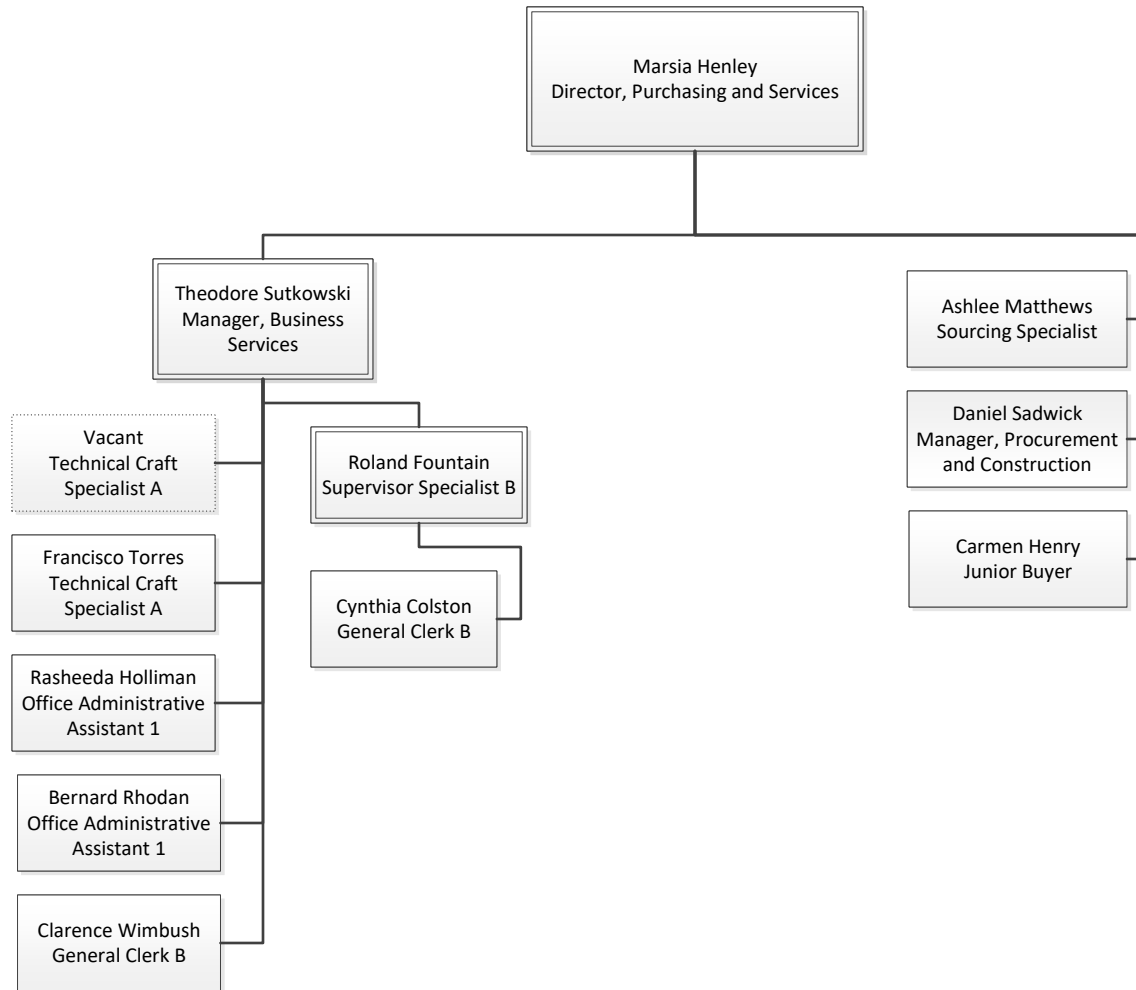 Marsia Henley
Director, Purchasing and Services
Theodore Sutkowski
Manager, Business
Services
Vacant
Technical Craft
Specialist A
Francisco Torres
Technical Craft
Specialist A
Rasheeda Holliman
Office Administrative
Assistant 1
Bernard Rhodan
Office Administrative
Assistant 1
Clarence Wimbush
General Clerk B
Roland Fountain
Supervisor Specialist B
Cynthia Colston
General Clerk B
Ashlee Matthews
Sourcing Specialist
Daniel Sadwick
Manager, Procurement
and Construction
Carmen Henry
Junior Buyer